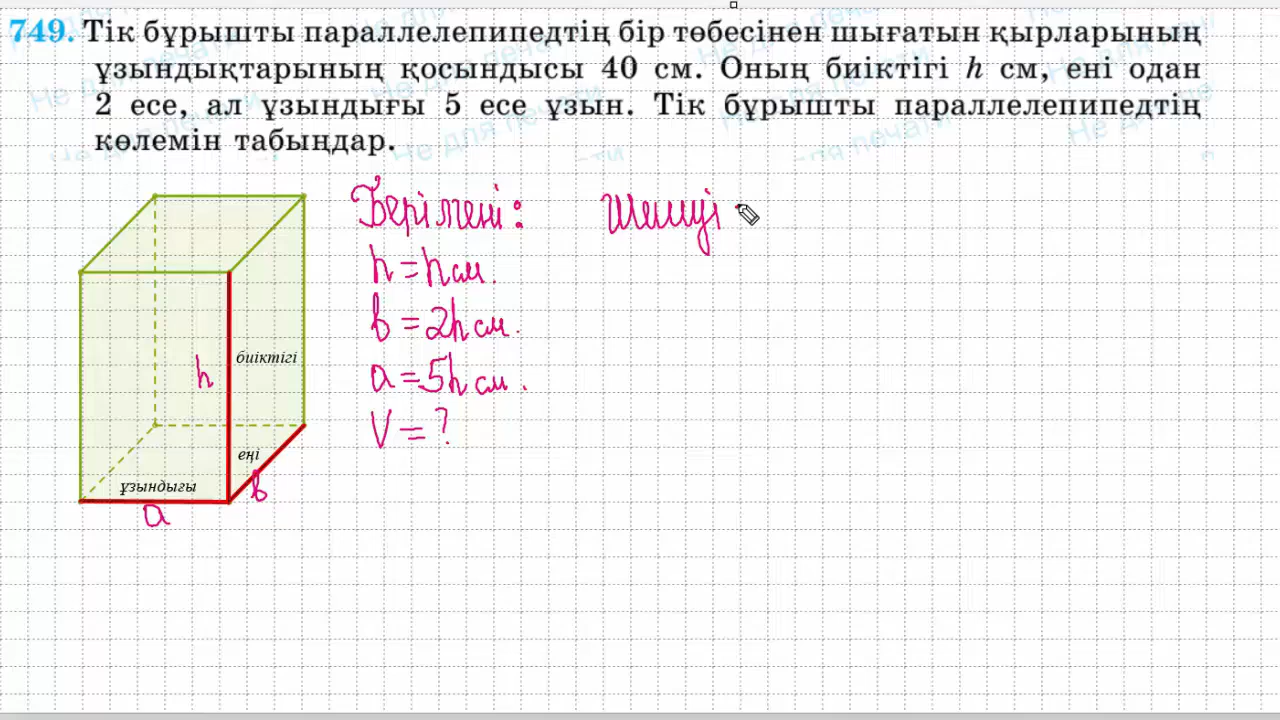 749. Тік бұрышты параллелепипедтің бір төбесінен шығатын қырларының
ұзындықтарының қосындысы 40 см. Оның биіктігі h см, ені одан
2 есе, ал ұзындығы 5 есе ұзын. Тік бұрышты параллелепипедтің
көлемін табыңдар.
Берілгені:
Шешуі
h = h см.
в = 2h см.
а = 5h см.
V = ?
h
биіктігі
ені
ұзындығы
в
а